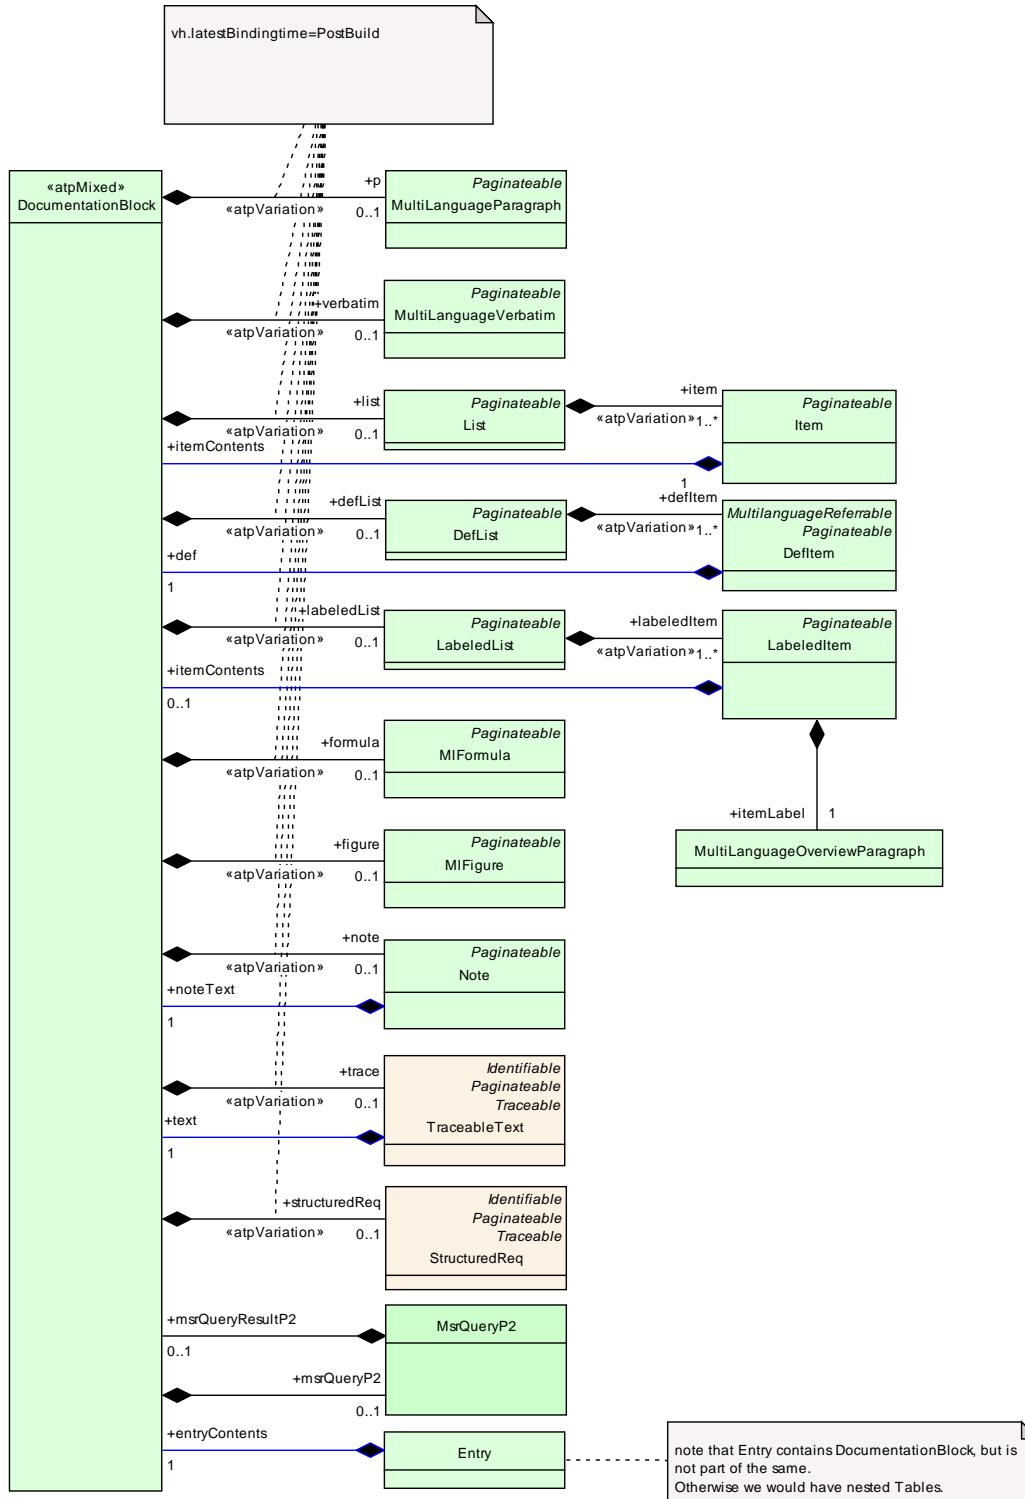 vh.latestBindingtime=PostBuild
«atpMixed»
DocumentationBlock
+p
«atpVariation»
0..1
Paginateable
MultiLanguageParagraph
+verbatim
«atpVariation»
0..1
Paginateable
MultiLanguageVerbatim
+list
«atpVariation»
0..1
Paginateable
List
+item
«atpVariation»
1..*
Paginateable
Item
+itemContents
1
+defList
«atpVariation»
0..1
Paginateable
DefList
+defItem
«atpVariation»
1..*
MultilanguageReferrable
Paginateable
DefItem
+def
1
+labeledList
«atpVariation»
0..1
Paginateable
LabeledList
+labeledItem
«atpVariation»
1..*
Paginateable
LabeledItem
+itemContents
0..1
+formula
«atpVariation»
0..1
Paginateable
MlFormula
+itemLabel
1
MultiLanguageOverviewParagraph
+figure
«atpVariation»
0..1
Paginateable
MlFigure
+note
«atpVariation»
0..1
Paginateable
Note
+noteText
1
+trace
«atpVariation»
0..1
Identifiable
Paginateable
Traceable
TraceableText
+text
1
+structuredReq
«atpVariation»
0..1
Identifiable
Paginateable
Traceable
StructuredReq
+msrQueryResultP2
0..1
MsrQueryP2
+msrQueryP2
0..1
+entryContents
1
Entry
note that Entry contains DocumentationBlock, but is
not part of the same.
Otherwise we would have nested Tables.